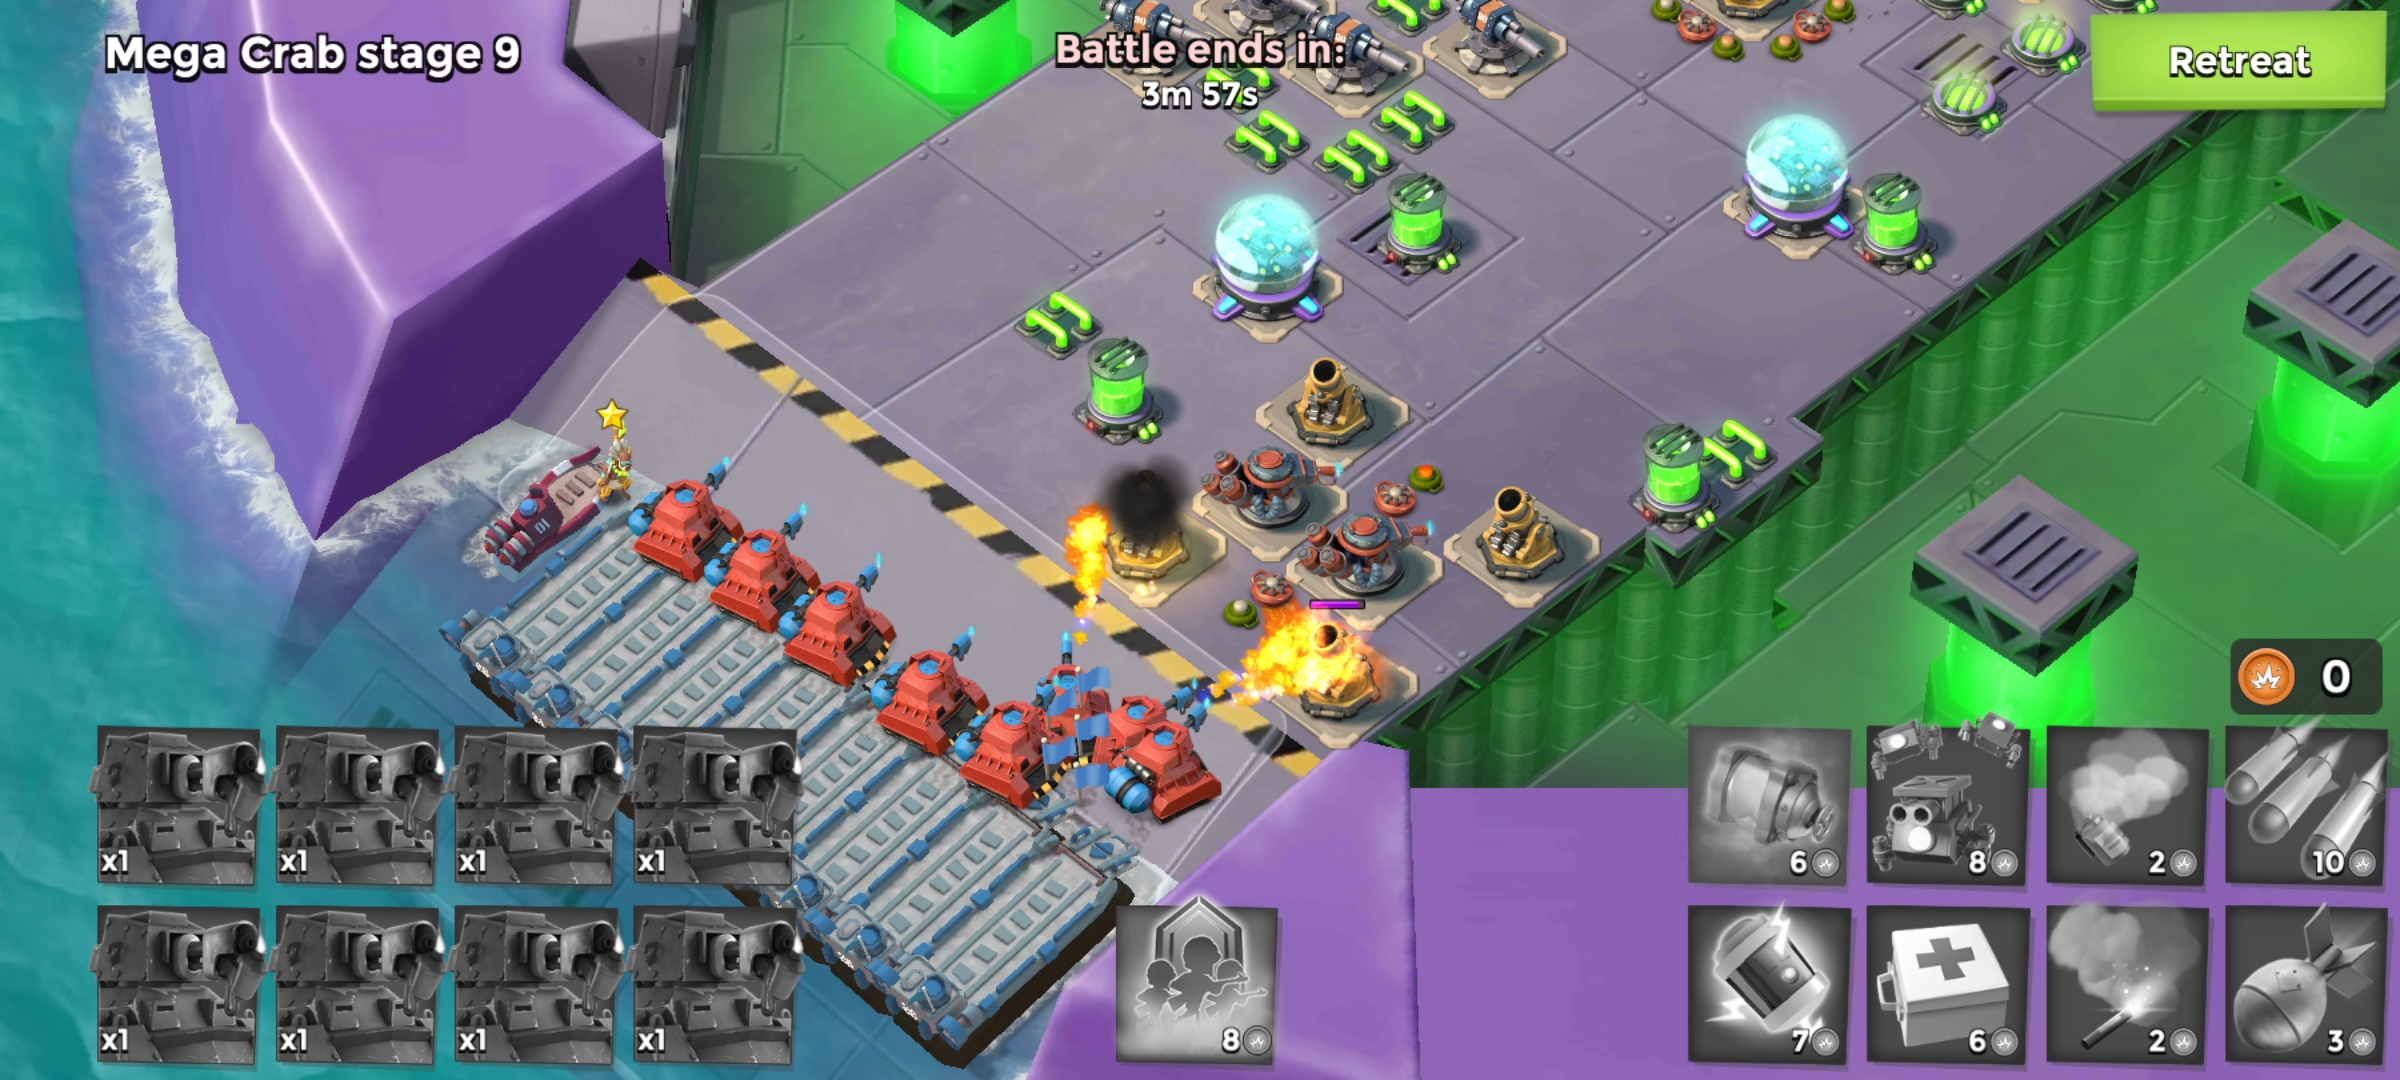 Mega Crab stage 9
Battle ends in:
3m 57s
Retreat
0
x1
x1
x1
x1
6
8
2
10
x1
x1
x1
x1
8
7
6
2
3